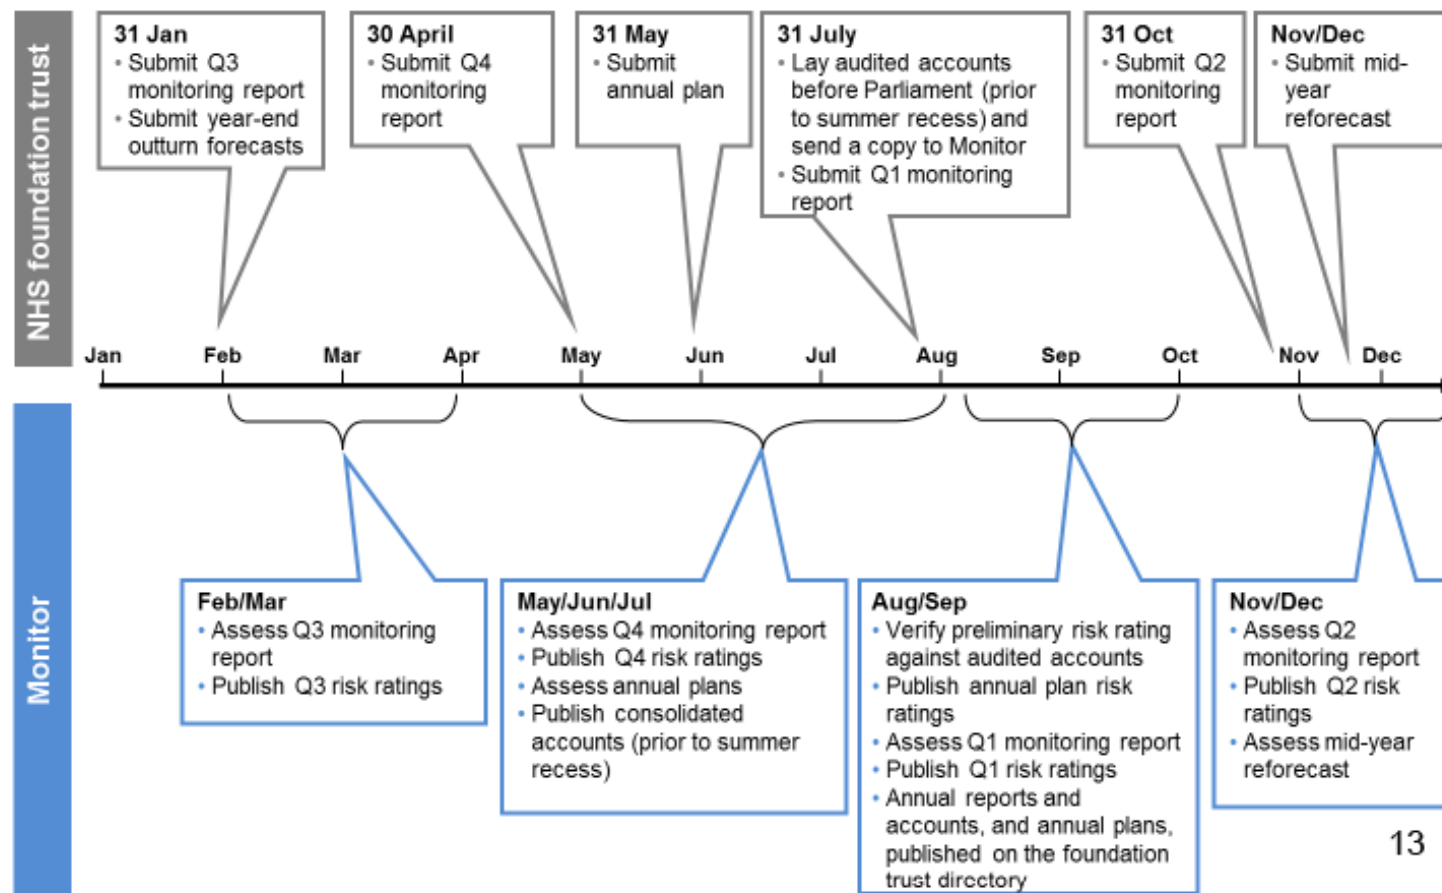 NHS foundation trust
31 Jan
• Submit Q3
monitoring report
• Submit year-end
outturn forecasts
30 April
• Submit Q4
monitoring
report
31 May
• Submit
annual plan
31 July
• Lay audited accounts
before Parliament (prior
to summer recess) and
send a copy to Monitor
• Submit Q1 monitoring
report
31 Oct
• Submit Q2
monitoring
report
Nov/Dec
• Submit mid-
year
reforecast
Jan Feb Mar Apr May Jun Jul Aug Sep Oct Nov Dec
Monitor
Feb/Mar
• Assess Q3 monitoring
report
• Publish Q3 risk ratings
May/Jun/Jul
• Assess Q4 monitoring report
• Publish Q4 risk ratings
• Assess annual plans
• Publish consolidated
accounts (prior to summer
recess)
Aug/Sep
• Verify preliminary risk rating
against audited accounts
• Publish annual plan risk
ratings
• Assess Q1 monitoring report
• Publish Q1 risk ratings
• Annual reports and
accounts, and annual plans,
published on the foundation
trust directory
Nov/Dec
• Assess Q2
monitoring report
• Publish Q2 risk
ratings
• Assess mid-year
reforecast
13